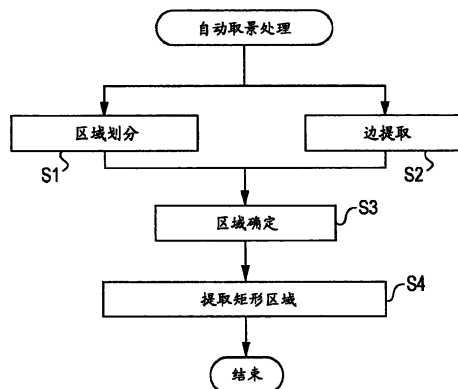 自动取景处理
区域划分
边提取
S1
S2
区域确定
S3
提取矩形区域
S4
结束